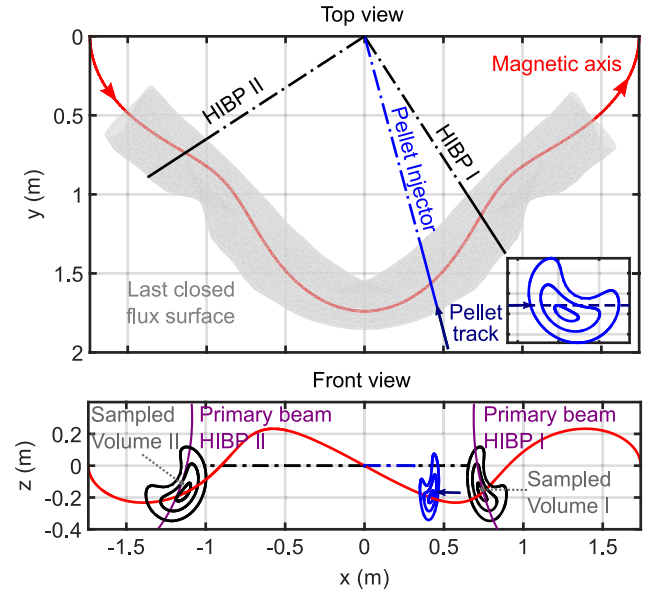 Top view
0
0.5
1
1.5
2
y (m)
HIBP II
Pellet Injector
HIBP I
Magnetic axis
Last closed
flux surface
Pellet
track
Front view
0.2
0
-0.2
-0.4
z (m)
Sampled
Volume II
Primary beam
HIBP II
Primary beam
HIBP I
Sampled
Volume I
-1.5
-1
-0.5
0
0.5
1
1.5
x (m)